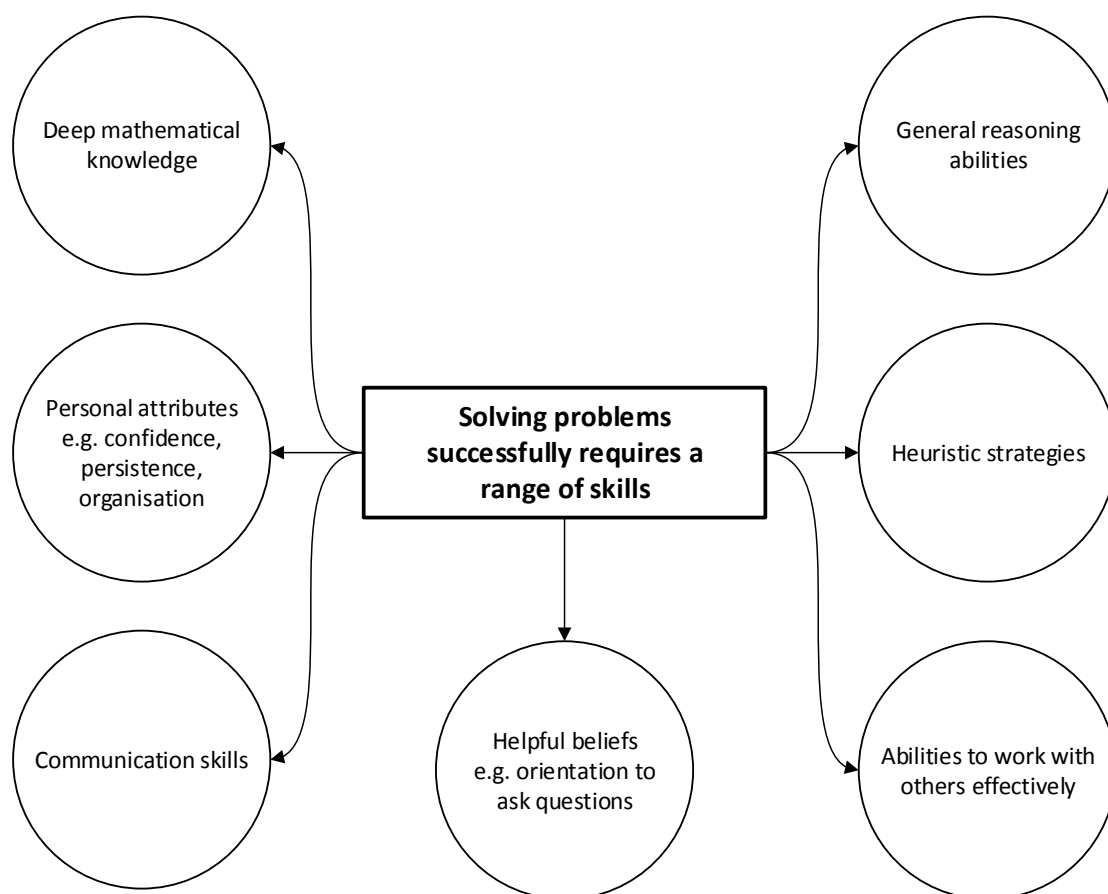 Deep mathematical
knowledge
General reasoning
abilities
Personal attributes
e.g. confidence,
persistence,
organisation
Solving problems
successfully requires a
range of skills
Heuristic strategies
Communication skills
Helpful beliefs
e.g. orientation to
ask questions
Abilities to work with
others effectively